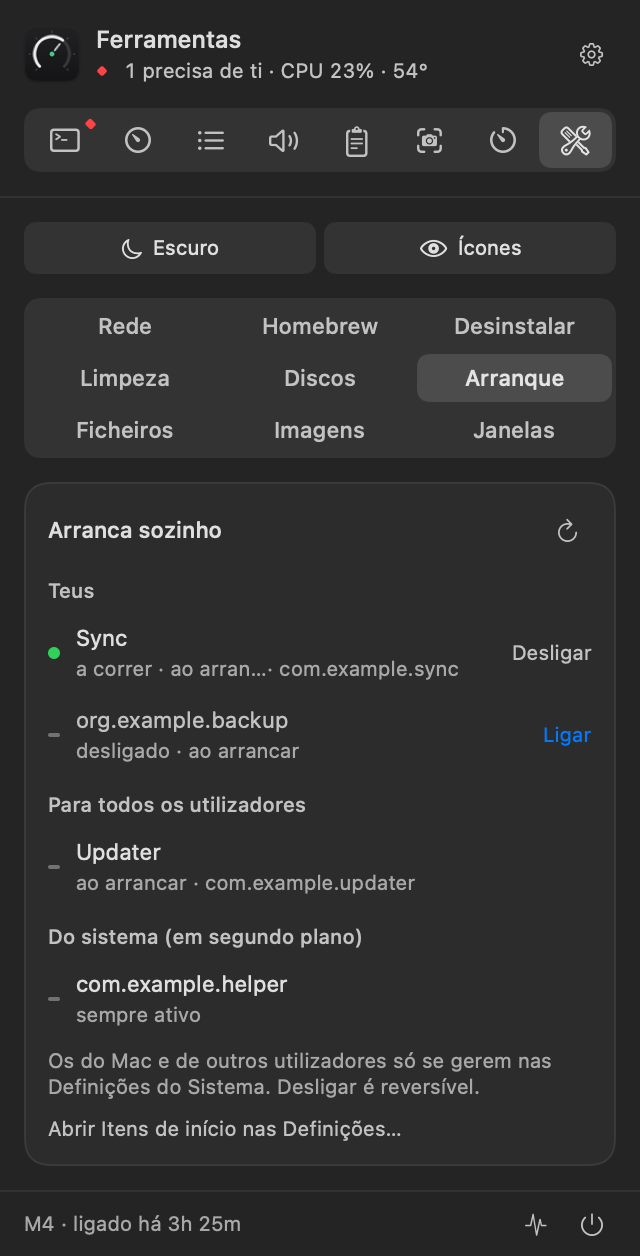 Ferramentas
1 precisa de ti · CPU 23% · 54°
Escuro
Ícones
Rede
Homebrew
Desinstalar
Limpeza
Discos
Arranque
Ficheiros
Imagens
Janelas
Arranca sozinho
Teus
Sync
a correr · ao arran…· com.example.sync
Desligar
org.example.backup
desligado · ao arrancar
Ligar
Para todos os utilizadores
Updater
ao arrancar · com.example.updater
Do sistema (em segundo plano)
com.example.helper
sempre ativo
Os do Mac e de outros utilizadores só se gerem nas
Definições do Sistema. Desligar é reversível.
Abrir Itens de início nas Definições…
M4 · ligado há 3h 25m